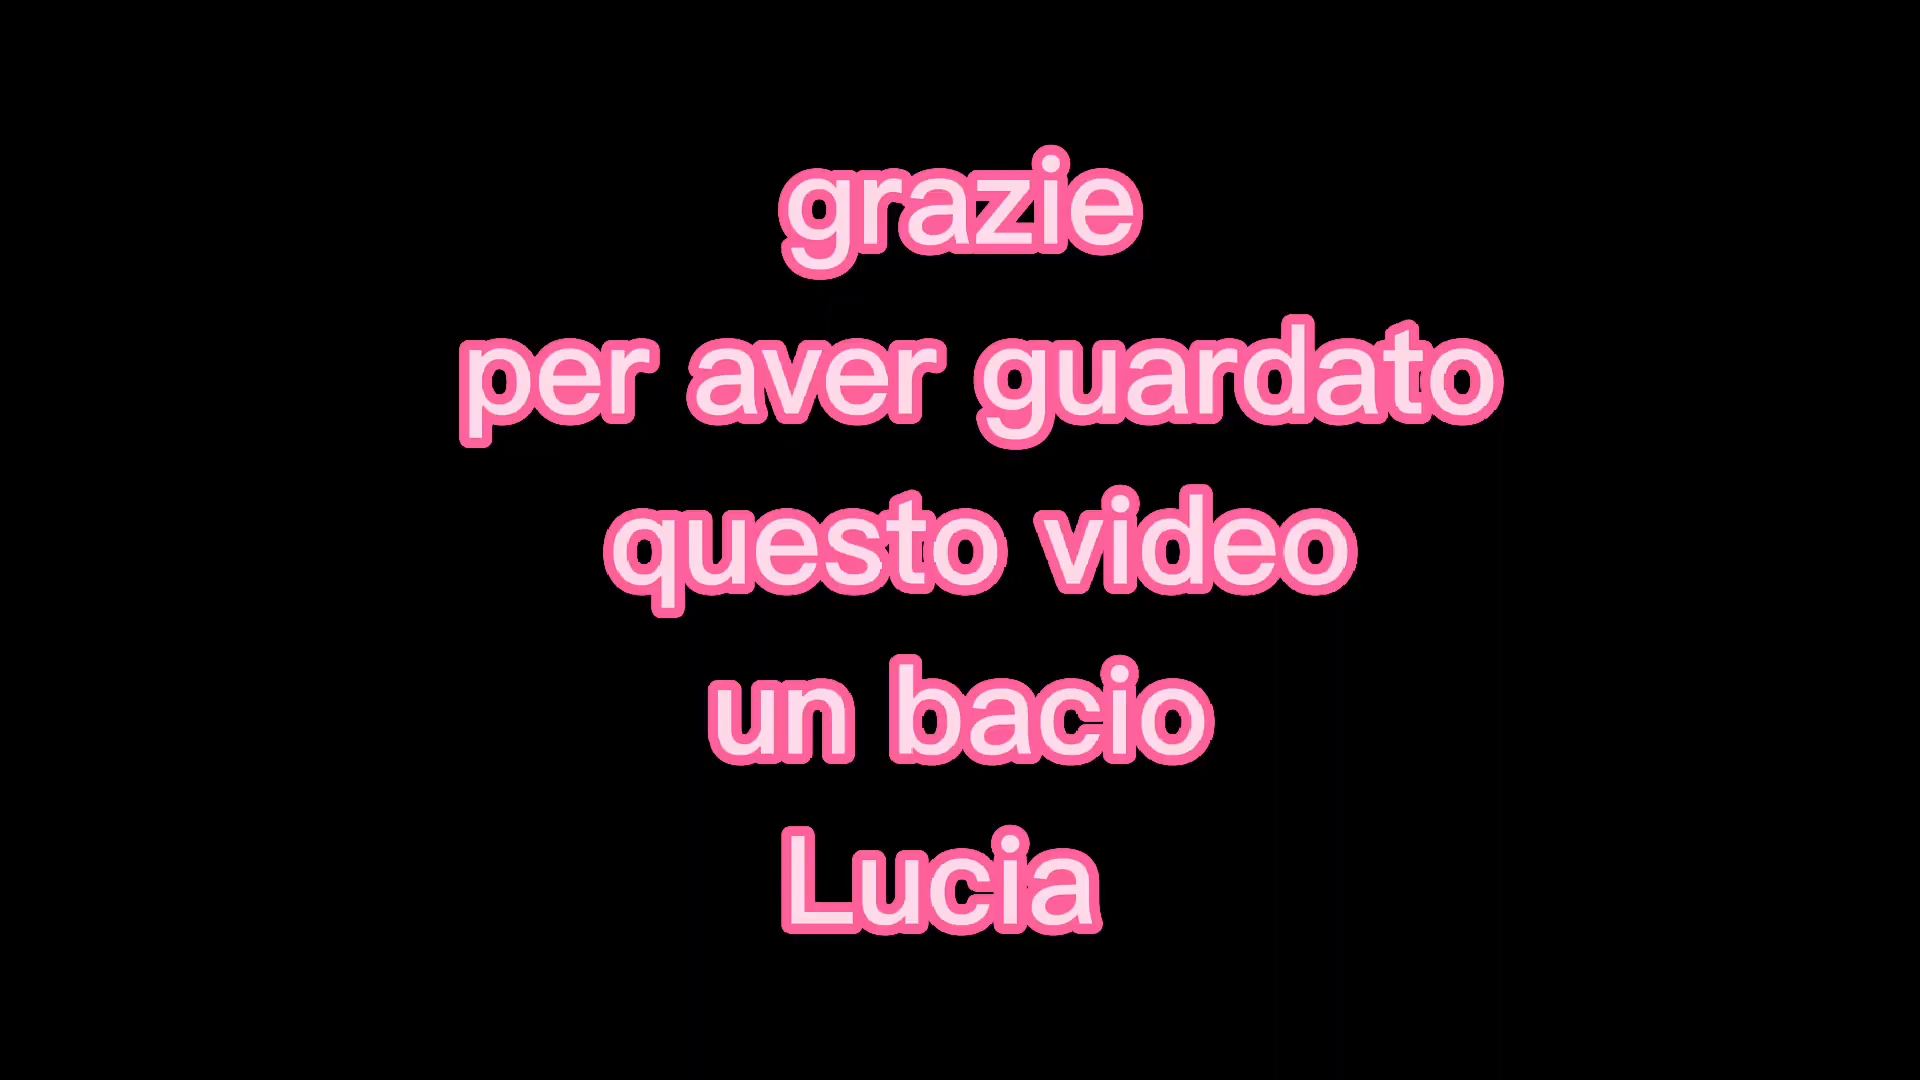 grazie
per aver guardato
questo video
un bacio
Lucia